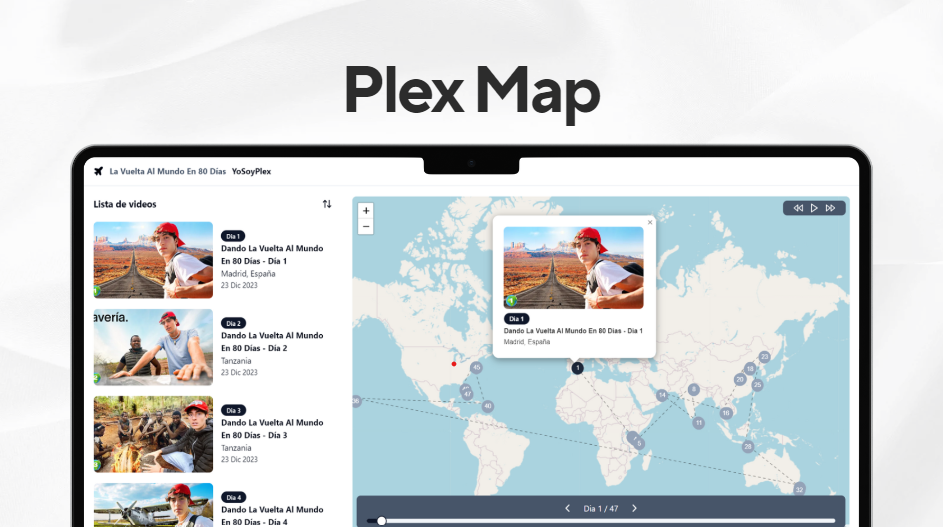 Plex Map
La Vuelta Al Mundo En 80 Días YoSoyPlex
Lista de videos
Día 1
Dando La Vuelta Al Mundo
En 80 Días - Día 1
Madrid, España
23 Dic 2023
avería.
Día 2
Dando La Vuelta Al Mundo
En 80 Días - Día 2
Tanzania
23 Dic 2023
Día 3
Dando La Vuelta Al Mundo
En 80 Días - Día 3
Tanzania
23 Dic 2023
Día 4
Dando La Vuelta Al Mundo
En 80 Días - Día 4
+
−
×
Día 1
Dando La Vuelta Al Mundo En 80 Días - Día 1
Madrid, España
1
45
47
40
36
5
14
8
11
16
20
18
23
25
28
32
Día 1 / 47